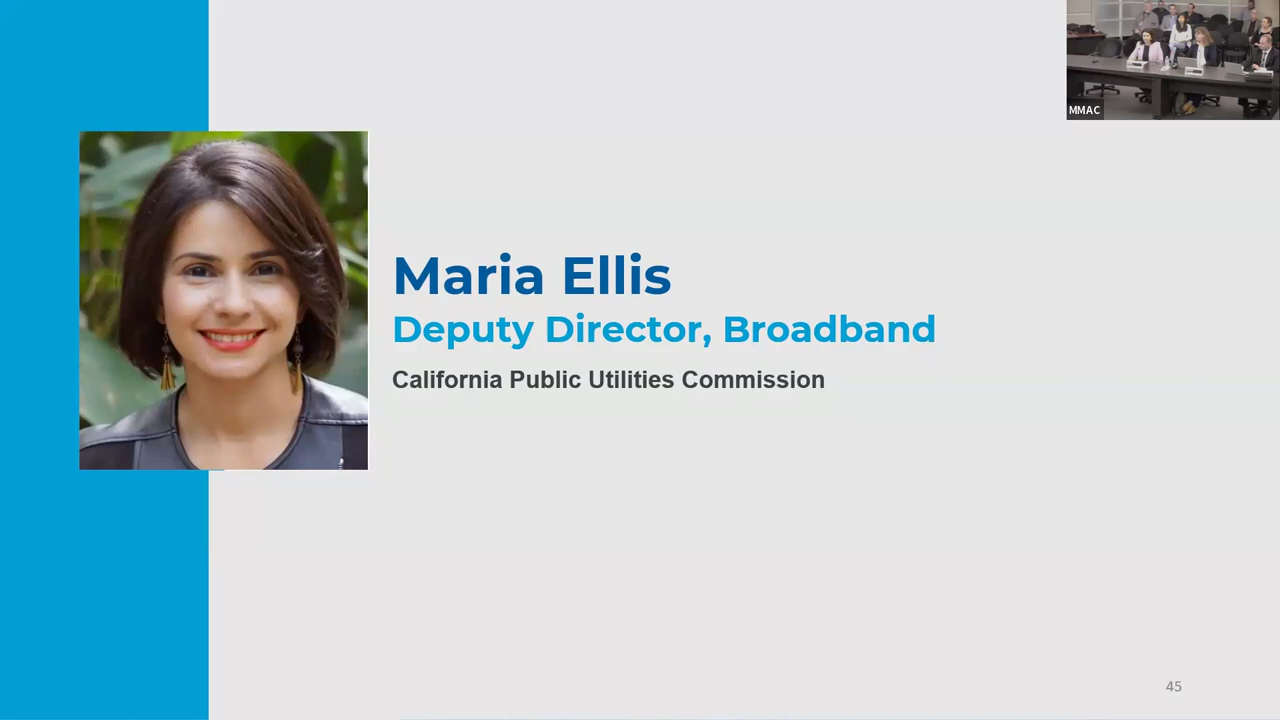 MMAC
Maria Ellis
Deputy Director, Broadband
California Public Utilities Commission
45